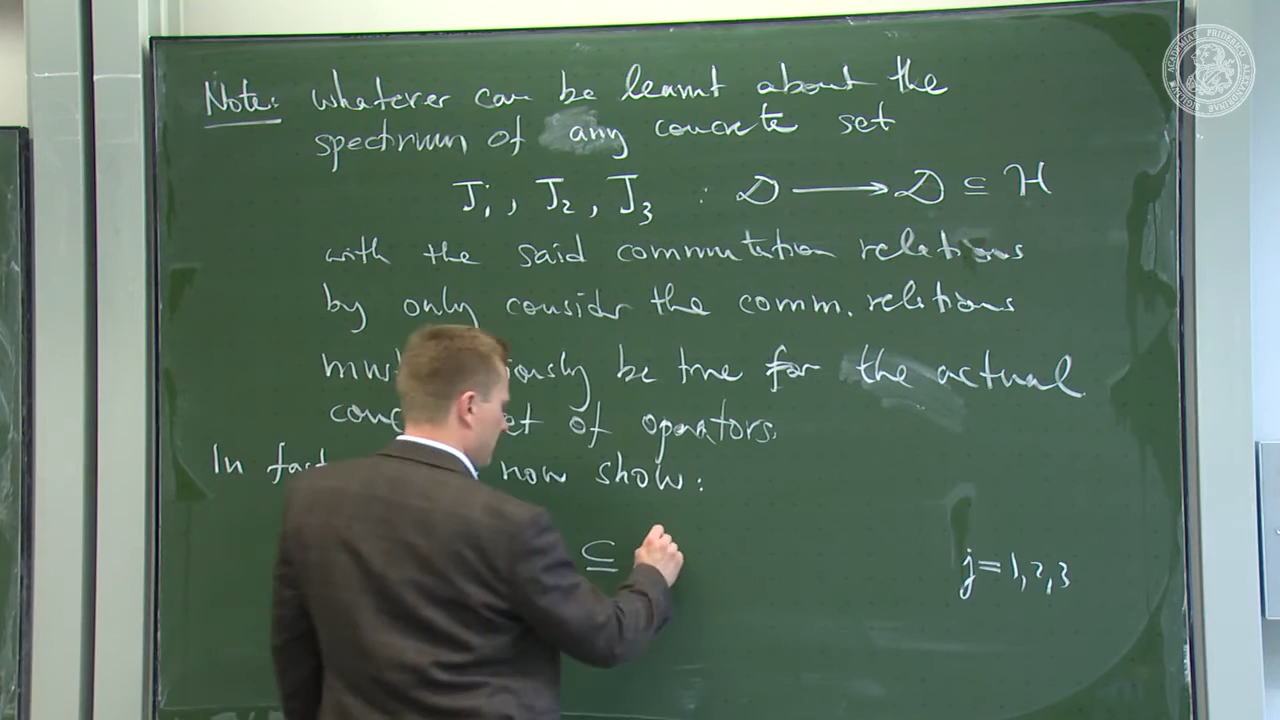 Note: whatever can be learnt about the
spectrum of any concrete set
J₁, J₂, J₃ : 𝒟 ⟶ 𝒟 ⊆ ℋ
with the said commutation relations
by only consider the comm. relations
be true for the actual
of operators.
In fact now show:
⊆ j=1,2,3